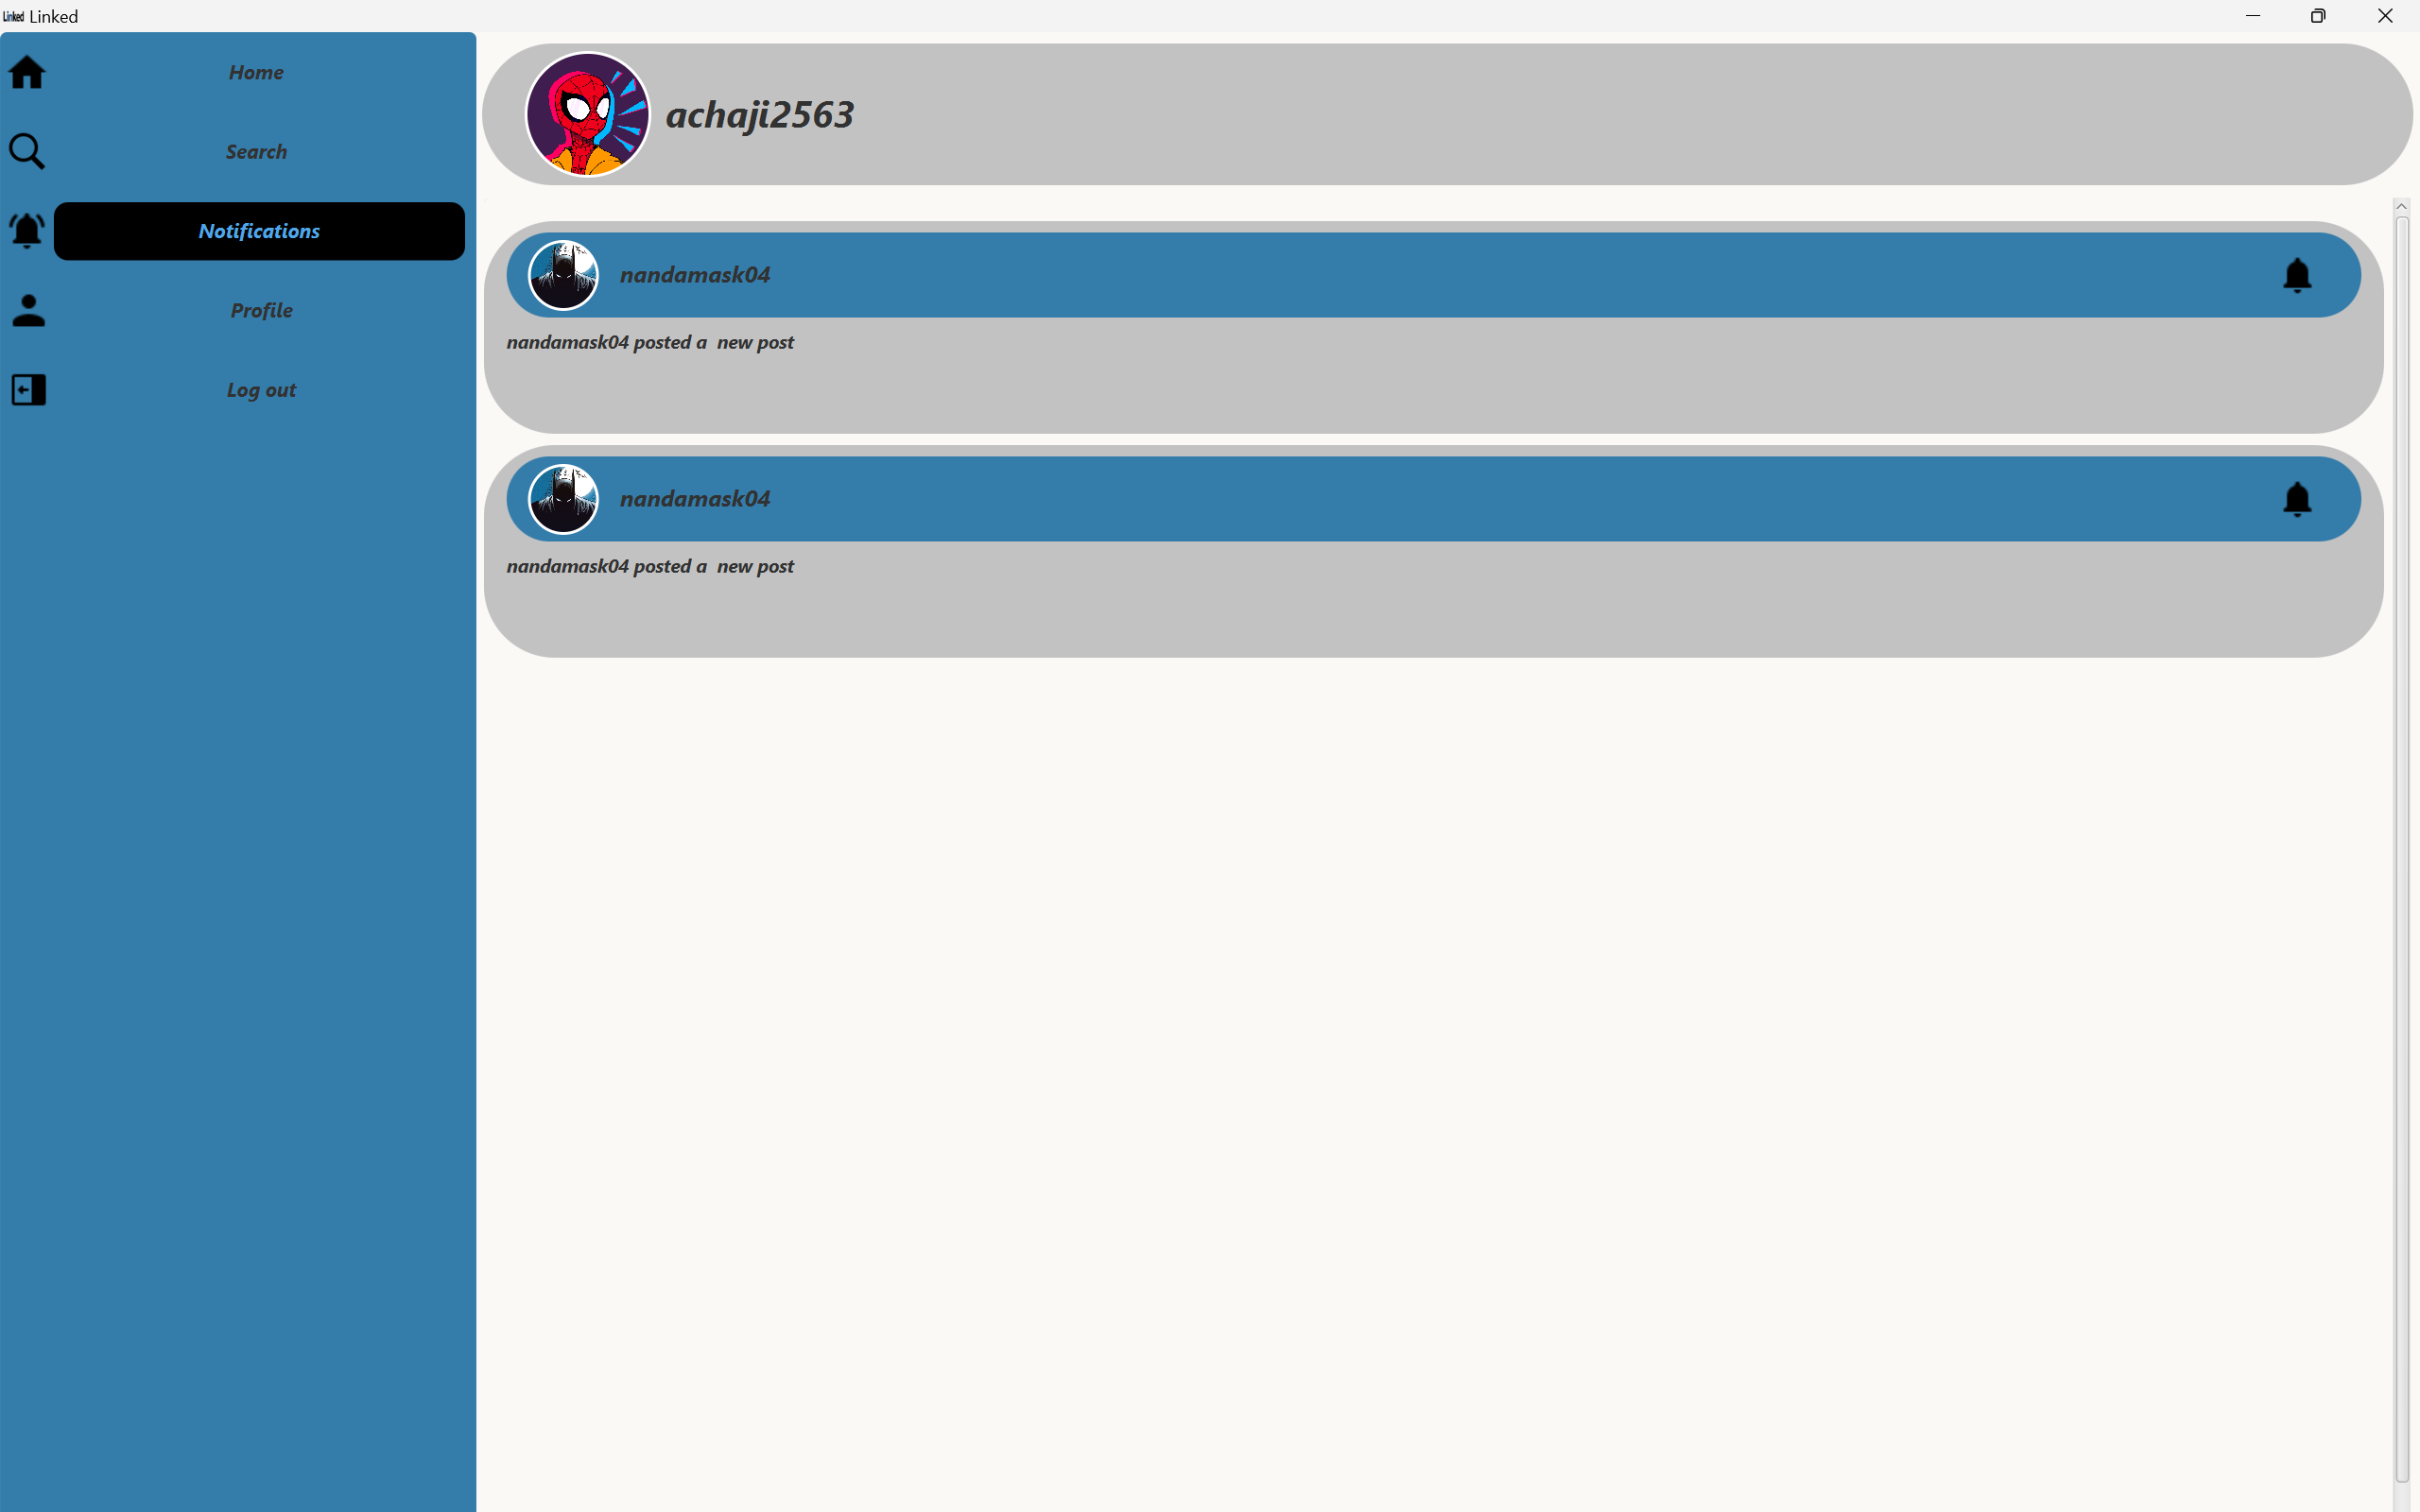 Linked Linked
Home
Search
Notifications
Profile
Log out
achaji2563
nandamask04
nandamask04 posted a  new post
nandamask04
nandamask04 posted a  new post